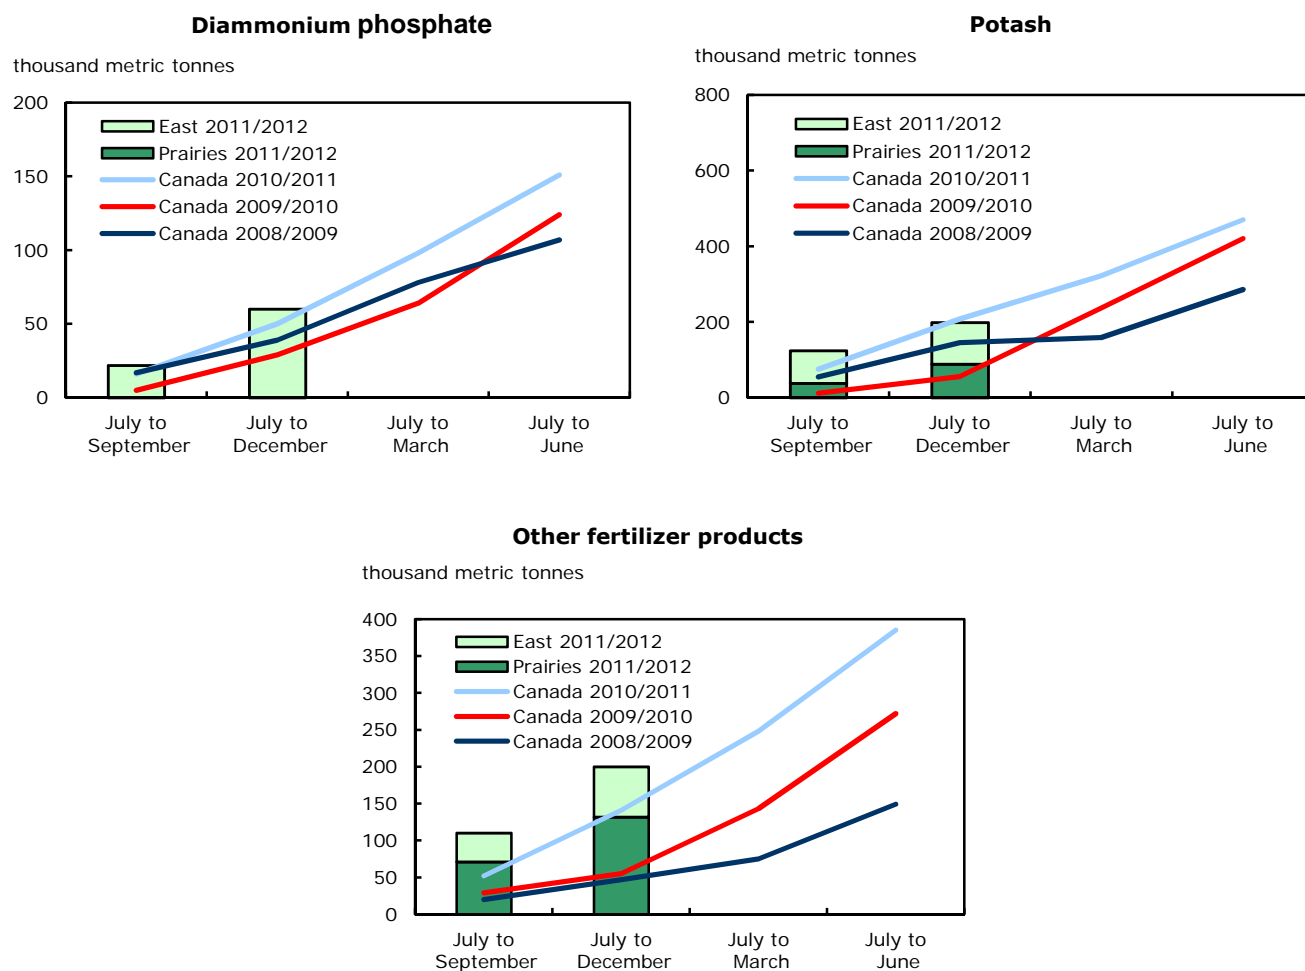 Diammonium phosphate
thousand metric tonnes
200
150
100
50
0
East 2011/2012
Prairies 2011/2012
Canada 2010/2011
Canada 2009/2010
Canada 2008/2009
July to September
July to December
July to March
July to June
Potash
thousand metric tonnes
800
600
400
200
0
East 2011/2012
Prairies 2011/2012
Canada 2010/2011
Canada 2009/2010
Canada 2008/2009
July to September
July to December
July to March
July to June
Other fertilizer products
thousand metric tonnes
400
350
300
250
200
150
100
50
0
East 2011/2012
Prairies 2011/2012
Canada 2010/2011
Canada 2009/2010
Canada 2008/2009
July to September
July to December
July to March
July to June